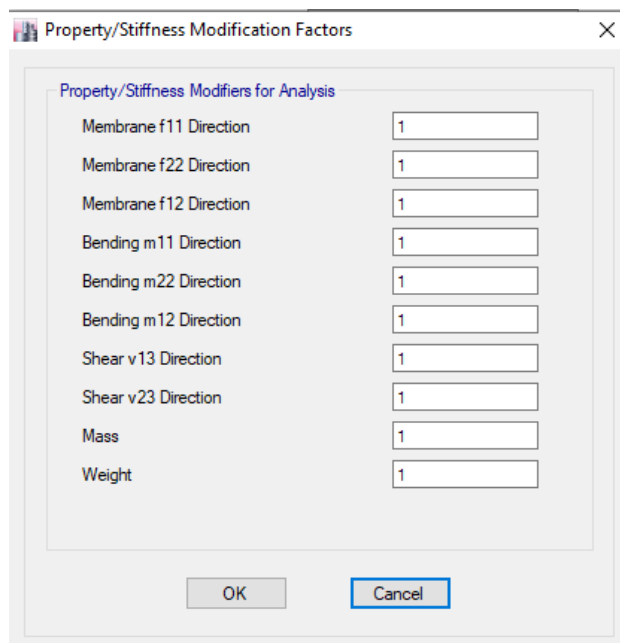 Property/Stiffness Modification Factors
Property/Stiffness Modifiers for Analysis
Membrane f11 Direction 1
Membrane f22 Direction 1
Membrane f12 Direction 1
Bending m11 Direction 1
Bending m22 Direction 1
Bending m12 Direction 1
Shear v13 Direction 1
Shear v23 Direction 1
Mass 1
Weight 1
OK Cancel